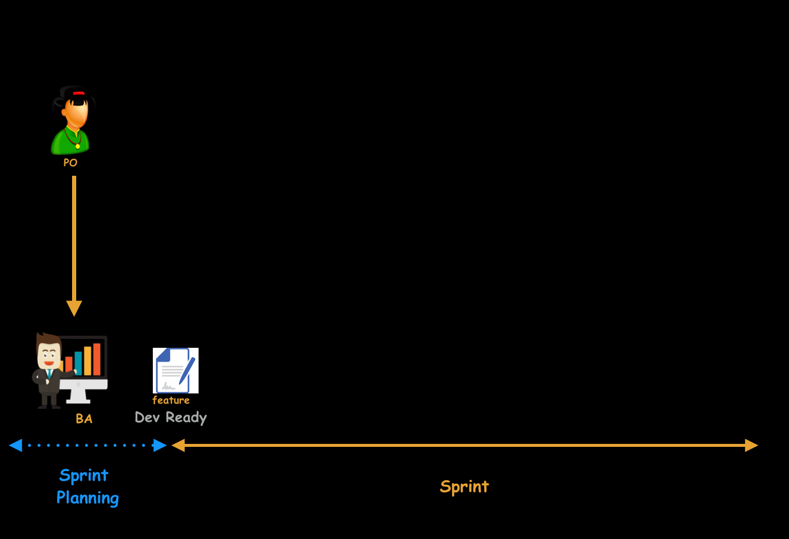 PO
BA
feature
Dev Ready
Sprint
Planning
Sprint